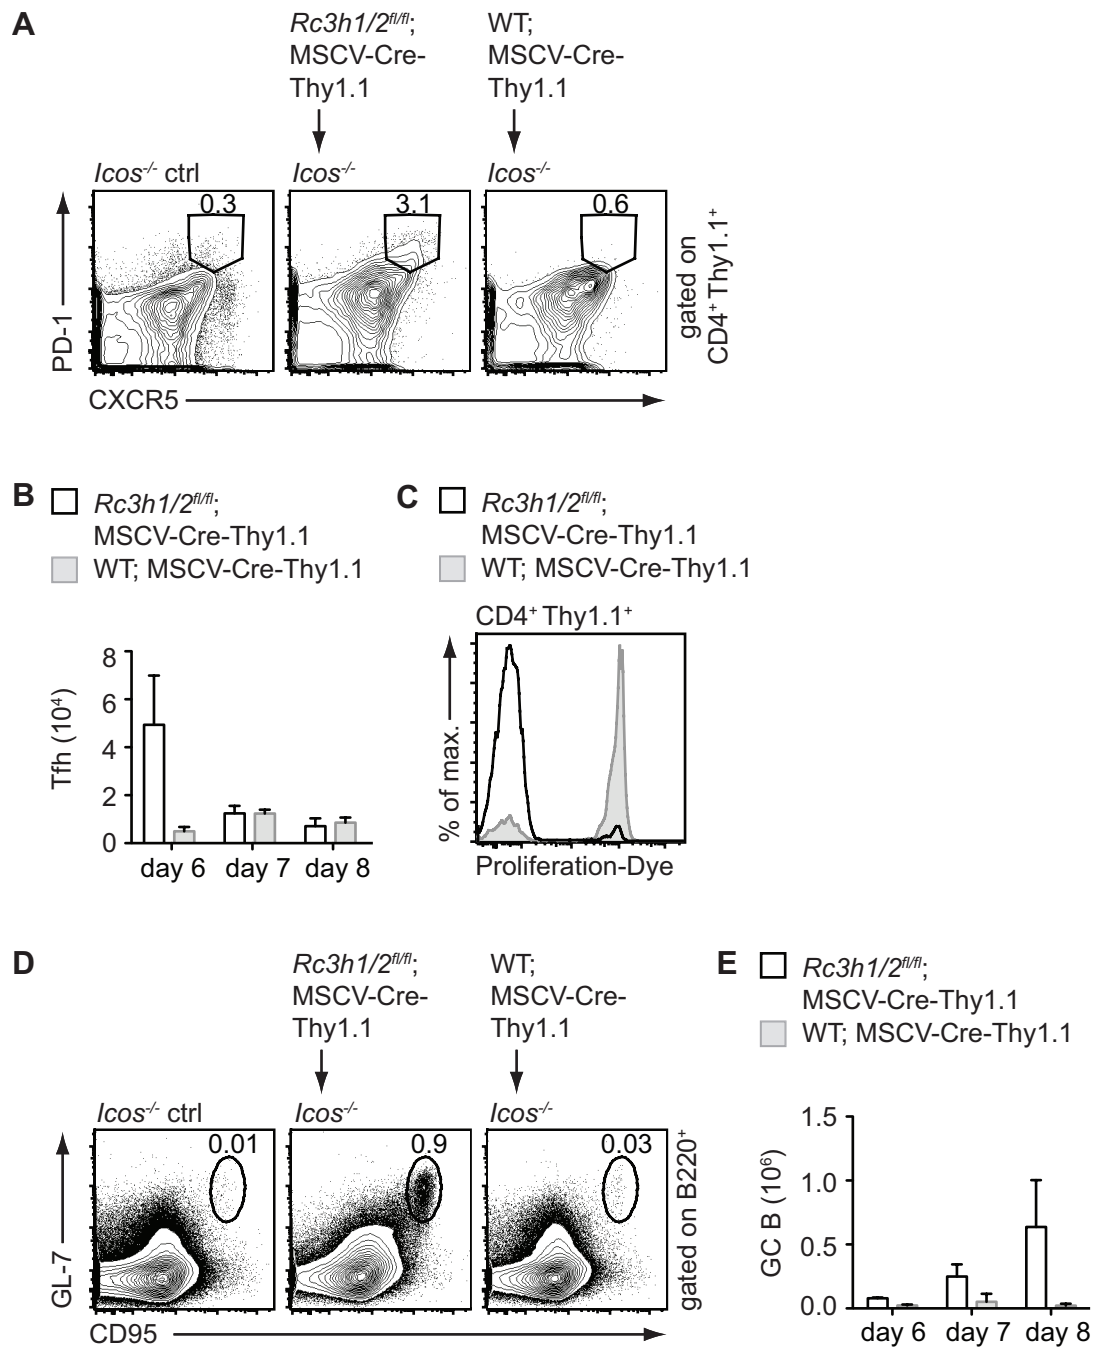 A
Rc3h1/2fl/fl;
MSCV-Cre-
Thy1.1
WT;
MSCV-Cre-
Thy1.1
Icos-/- ctrl
Icos-/-
Icos-/-
0.3
3.1
0.6
PD-1
CXCR5
gated on
CD4+ Thy1.1+
B
Rc3h1/2fl/fl;
MSCV-Cre-Thy1.1
WT; MSCV-Cre-Thy1.1
Tfh (10⁴)
8
6
4
2
0
day 6 day 7 day 8
C
Rc3h1/2fl/fl;
MSCV-Cre-Thy1.1
WT; MSCV-Cre-Thy1.1
CD4+ Thy1.1+
% of max.
Proliferation-Dye
D
Rc3h1/2fl/fl;
MSCV-Cre-
Thy1.1
WT;
MSCV-Cre-
Thy1.1
Icos-/- ctrl
Icos-/-
Icos-/-
0.01
0.9
0.03
GL-7
CD95
gated on B220+
E
Rc3h1/2fl/fl;
MSCV-Cre-Thy1.1
WT; MSCV-Cre-Thy1.1
GC B (10⁶)
1.5
1.0
0.5
0.0
day 6 day 7 day 8